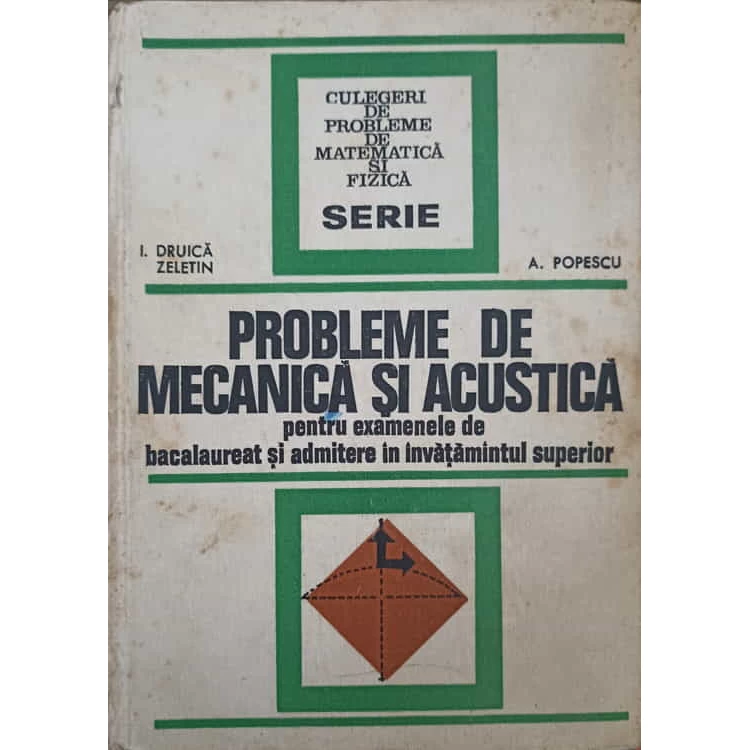 CULEGERI
DE
PROBLEME
DE
MATEMATICĂ
ȘI
FIZICĂ
SERIE
I. DRUICĂ
ZELETIN
A. POPESCU
PROBLEME DE
MECANICĂ ȘI ACUSTICĂ
pentru examenele de
bacalaureat și admitere în învățămîntul superior